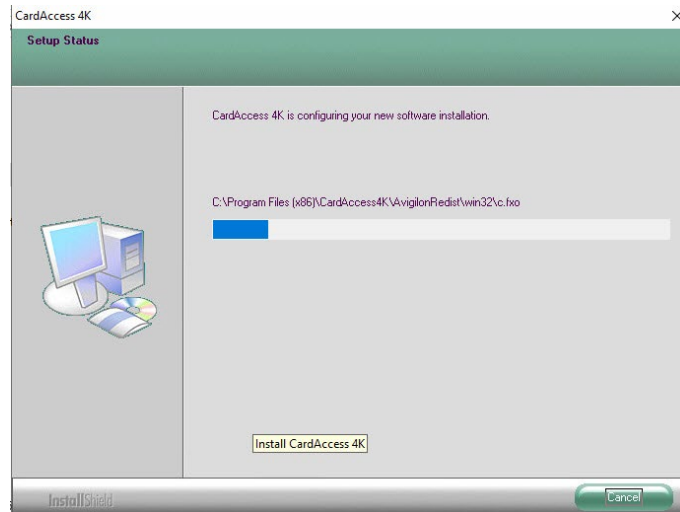 CardAccess 4K
Setup Status
CardAccess 4K is configuring your new software installation.
C:\Program Files (x86)\CardAccess4K\AvigilonRedist\win32\c.fxo
Install CardAccess 4K
InstallShield
Cancel